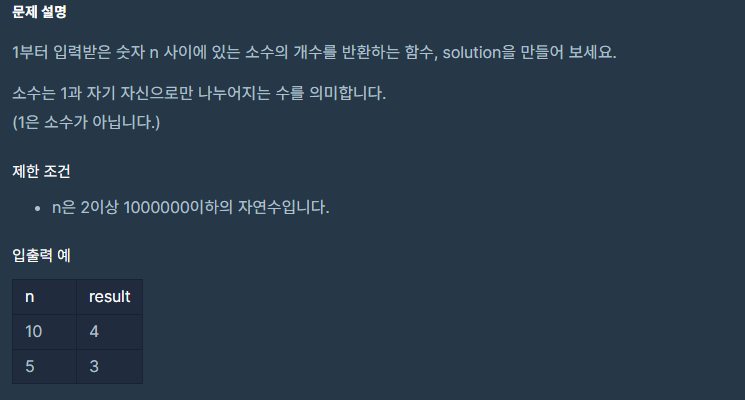 문제 설명
1부터 입력받은 숫자 n 사이에 있는 소수의 개수를 반환하는 함수, solution을 만들어 보세요.
소수는 1과 자기 자신으로만 나누어지는 수를 의미합니다.
(1은 소수가 아닙니다.)
제한 조건
• n은 2이상 1000000이하의 자연수입니다.
입출력 예
n result
10 4
5 3